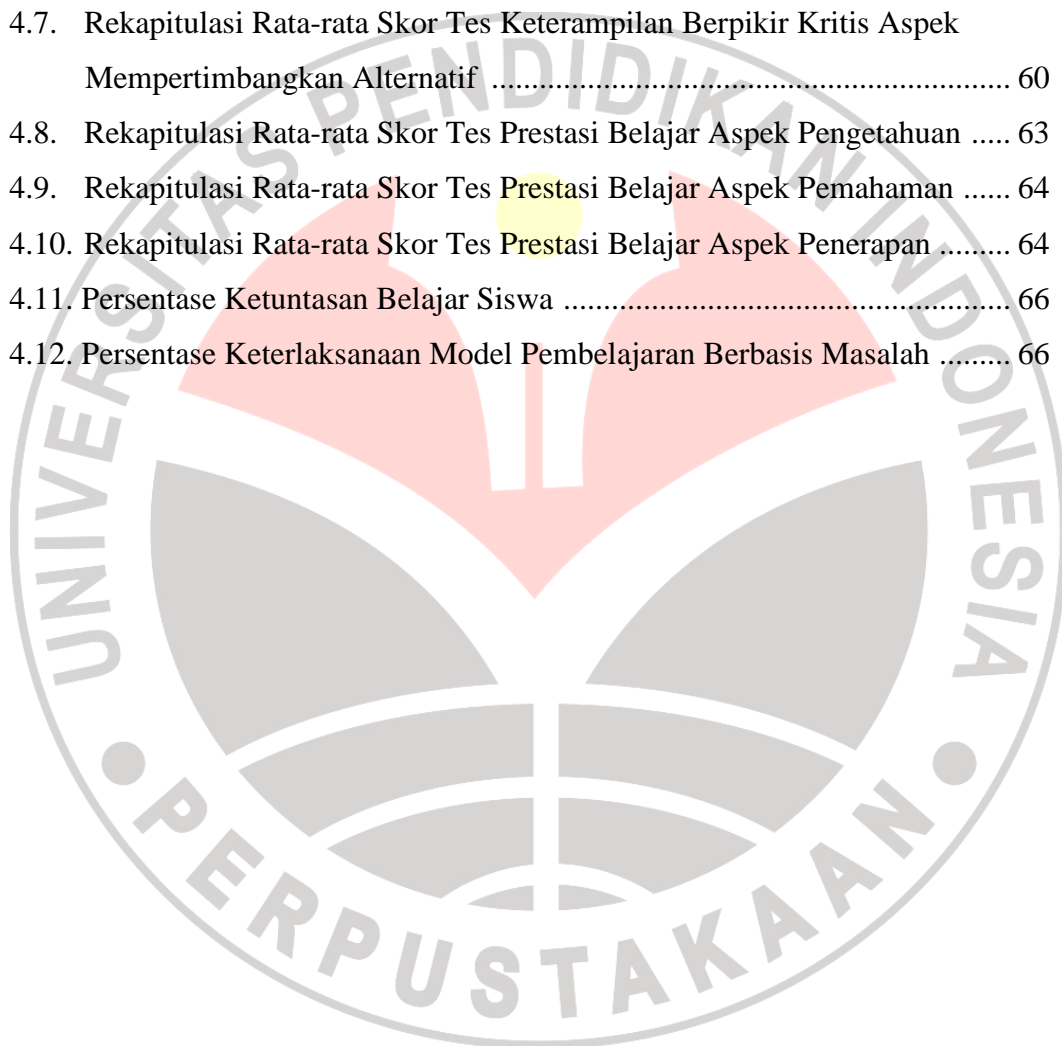 4.7. Rekapitulasi Rata-rata Skor Tes Keterampilan Berpikir Kritis Aspek
Mempertimbangkan Alternatif ................................................................... 60
4.8. Rekapitulasi Rata-rata Skor Tes Prestasi Belajar Aspek Pengetahuan ..... 63
4.9. Rekapitulasi Rata-rata Skor Tes Prestasi Belajar Aspek Pemahaman ...... 64
4.10. Rekapitulasi Rata-rata Skor Tes Prestasi Belajar Aspek Penerapan ......... 64
4.11. Persentase Ketuntasan Belajar Siswa ......................................................... 66
4.12. Persentase Keterlaksanaan Model Pembelajaran Berbasis Masalah ......... 66
UNIVERSITAS PENDIDIKAN INDONESIA
PERPUSTAKAAN